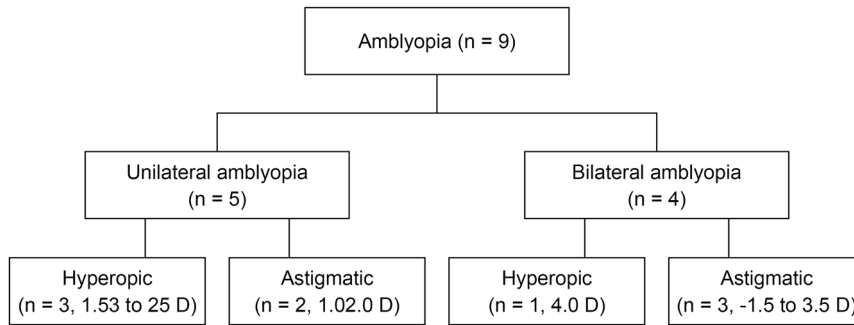 Amblyopia (n = 9)
Unilateral amblyopia
(n = 5)
Bilateral amblyopia
(n = 4)
Hyperopic
(n = 3, 1.53 to 25 D)
Astigmatic
(n = 2, 1.02.0 D)
Hyperopic
(n = 1, 4.0 D)
Astigmatic
(n = 3, -1.5 to 3.5 D)